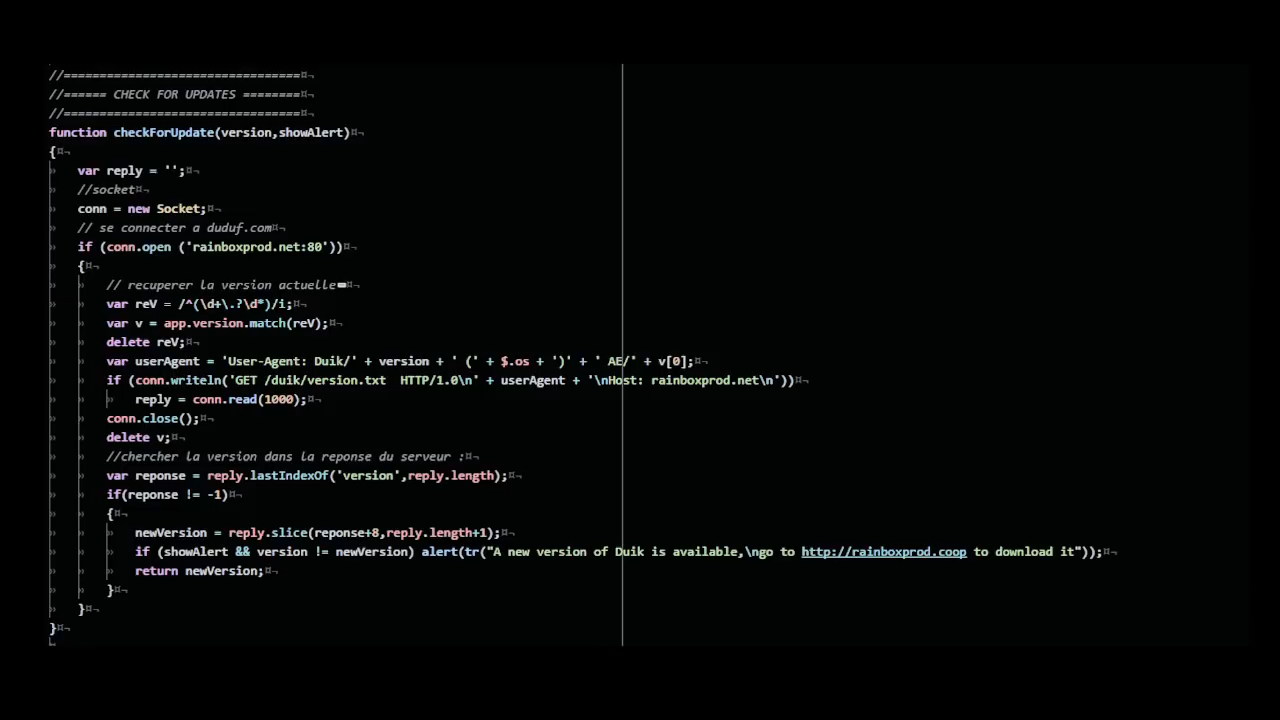 //=================================
//====== CHECK FOR UPDATES ========
//=================================
function checkForUpdate(version,showAlert)
{
var reply = '';
//socket
conn = new Socket;
// se connecter a duduf.com
if (conn.open ('rainboxprod.net:80'))
{
// recuperer la version actuelle
var reV = /^(\d+\.?\d*)/i;
var v = app.version.match(reV);
delete reV;
var userAgent = 'User-Agent: Duik/' + version + ' (' + $.os + ')' + ' AE/' + v[0];
if (conn.writeln('GET /duik/version.txt  HTTP/1.0\n' + userAgent + '\nHost: rainboxprod.net\n'))
reply = conn.read(1000);
conn.close();
delete v;
//chercher la version dans la reponse du serveur :
var reponse = reply.lastIndexOf('version',reply.length);
if(reponse != -1)
{
newVersion = reply.slice(reponse+8,reply.length+1);
if (showAlert && version != newVersion) alert(tr("A new version of Duik is available,\ngo to http://rainboxprod.coop to download it"));
return newVersion;
}
}
}